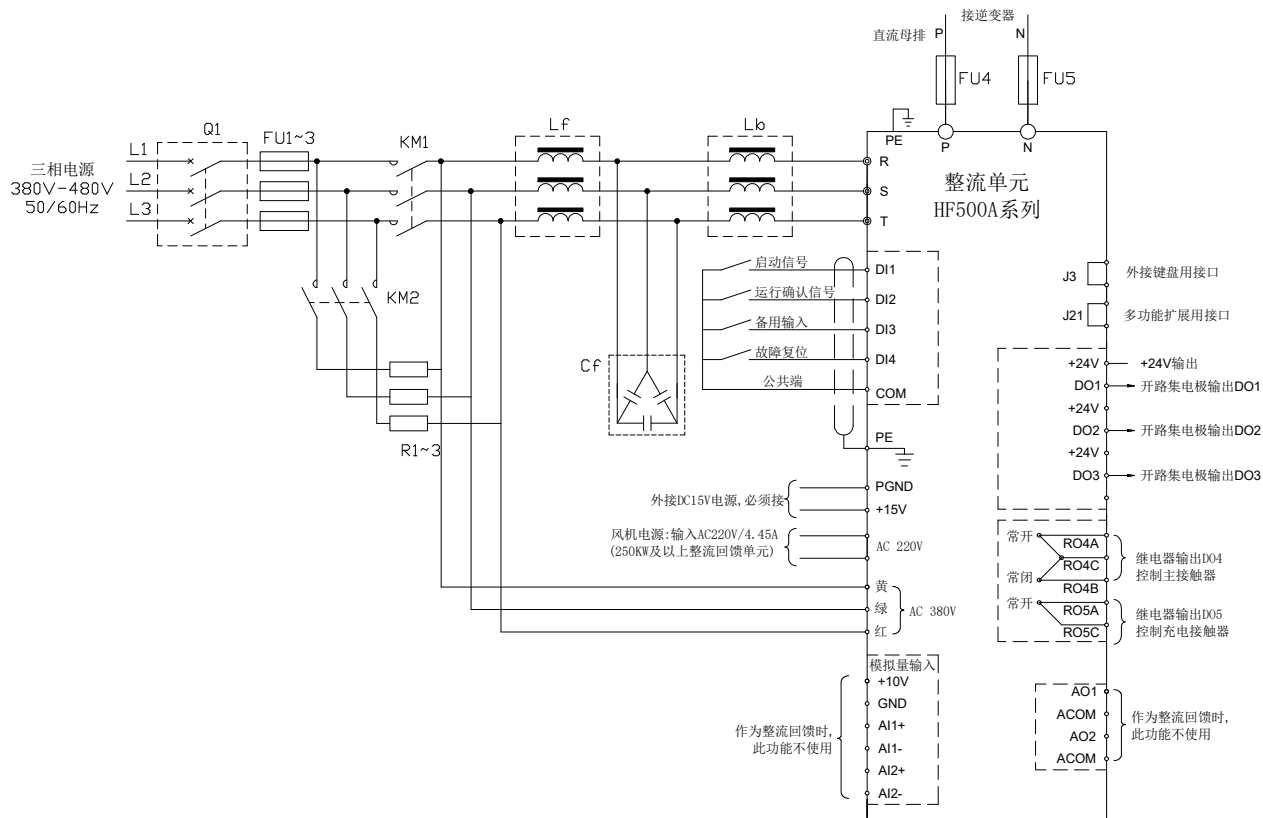 接逆变器
直流母排 P N
FU4 FU5
PE P N
Q1 FU1~3 KM1 Lf Lb
三相电源
380V-480V
50/60Hz
L1
L2
L3
R
S
T
整流单元
HF500A系列
KM2
R1~3
Cf
启动信号 DI1
运行确认信号 DI2
备用输入 DI3
故障复位 DI4
公共端 COM
PE
外接DC15V电源,必须接
PGND
+15V
风机电源:输入AC220V/4.45A
(250KW及以上整流回馈单元)
AC 220V
黄
绿
红
AC 380V
模拟量输入
+10V
GND
AI1+
AI1-
AI2+
AI2-
作为整流回馈时,
此功能不使用
J3 外接键盘用接口
J21 多功能扩展用接口
+24V +24V输出
DO1 开路集电极输出DO1
+24V
DO2 开路集电极输出DO2
+24V
DO3 开路集电极输出DO3
常开 RO4A
RO4C
常闭 RO4B
继电器输出DO4
控制主接触器
常开 RO5A
RO5C
继电器输出DO5
控制充电接触器
AO1
ACOM
AO2
ACOM
作为整流回馈时,
此功能不使用